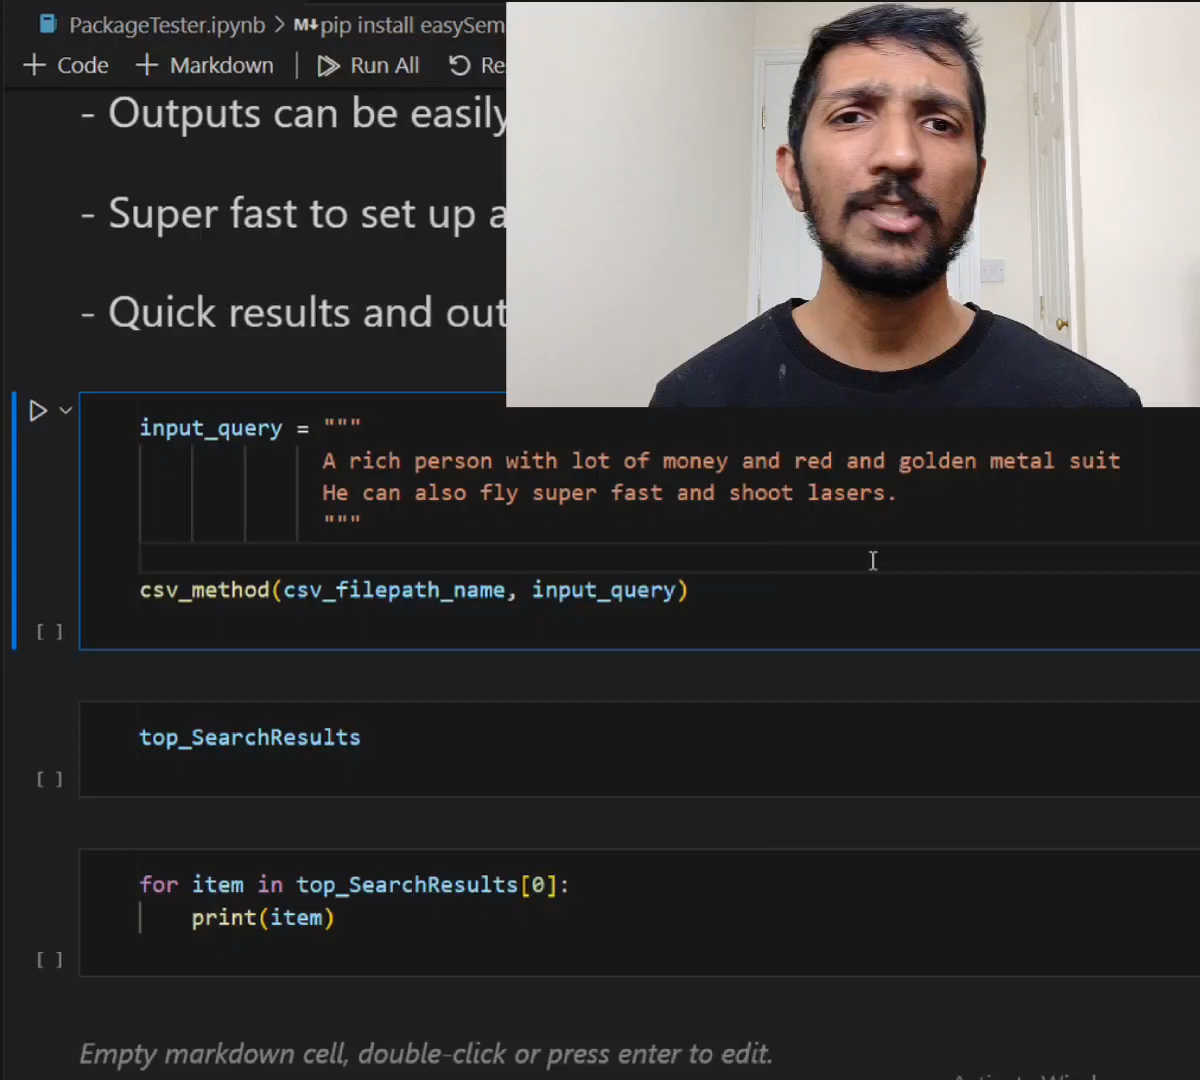 PackageTester.ipynb > M↓pip install easySem
+ Code + Markdown | Run All
- Outputs can be easily
- Super fast to set up a
- Quick results and out
input_query = """
A rich person with lot of money and red and golden metal suit
He can also fly super fast and shoot lasers.
"""
csv_method(csv_filepath_name, input_query)
[ ]
top_SearchResults
[ ]
for item in top_SearchResults[0]:
print(item)
[ ]
Empty markdown cell, double-click or press enter to edit.